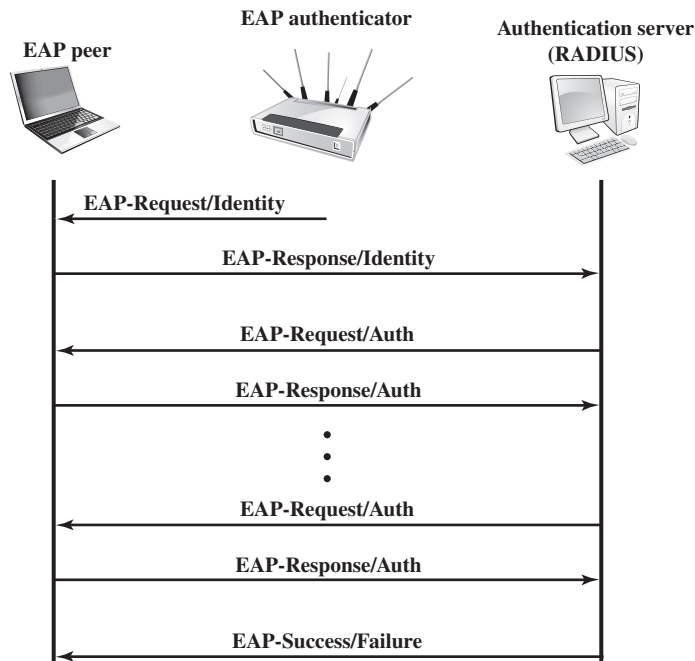 EAP peer
EAP authenticator
Authentication server
(RADIUS)
EAP-Request/Identity
EAP-Response/Identity
EAP-Request/Auth
EAP-Response/Auth
EAP-Request/Auth
EAP-Response/Auth
EAP-Success/Failure